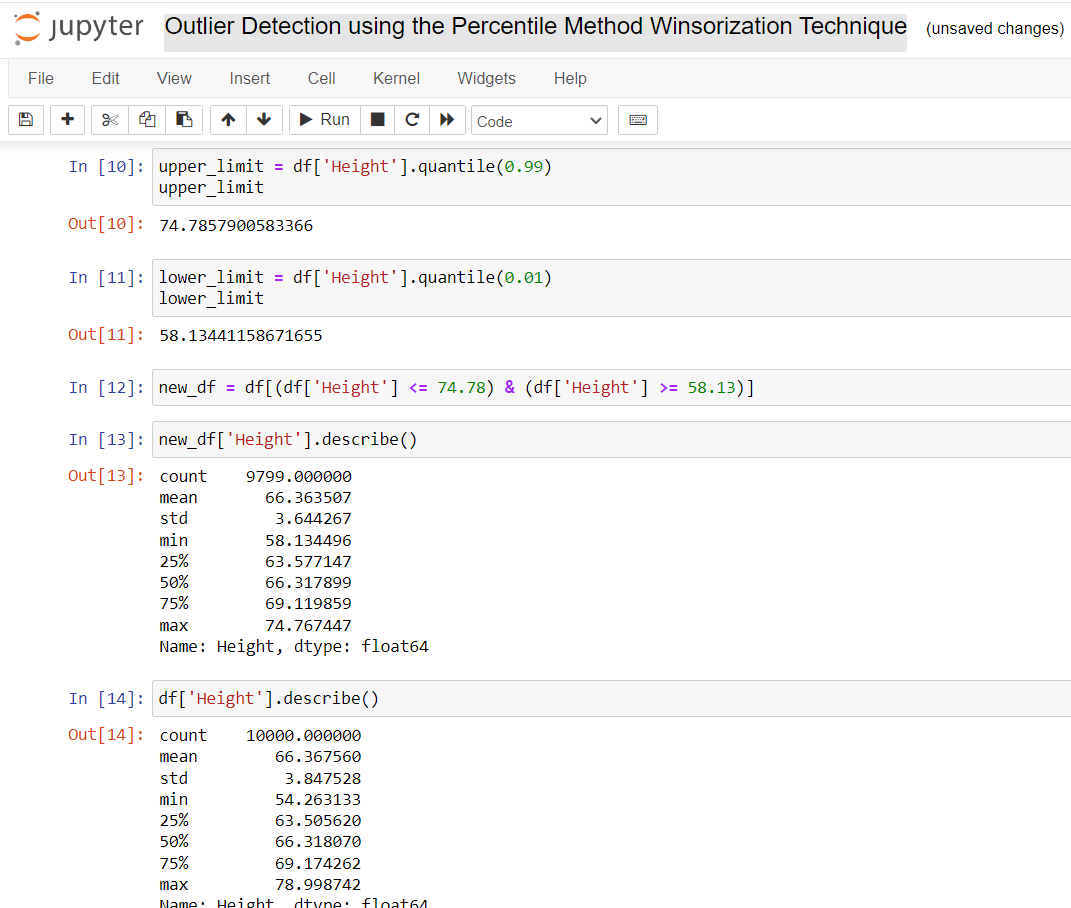 jupyter Outlier Detection using the Percentile Method Winsorization Technique (unsaved changes)
File Edit View Insert Cell Kernel Widgets Help
Run Code
In [10]: upper_limit = df['Height'].quantile(0.99)
upper_limit
Out[10]: 74.7857900583366
In [11]: lower_limit = df['Height'].quantile(0.01)
lower_limit
Out[11]: 58.13441158671655
In [12]: new_df = df[(df['Height'] <= 74.78) & (df['Height'] >= 58.13)]
In [13]: new_df['Height'].describe()
Out[13]: count 9799.000000
mean 66.363507
std 3.644267
min 58.134496
25% 63.577147
50% 66.317899
75% 69.119859
max 74.767447
Name: Height, dtype: float64
In [14]: df['Height'].describe()
Out[14]: count 10000.000000
mean 66.367560
std 3.847528
min 54.263133
25% 63.505620
50% 66.318070
75% 69.174262
max 78.998742
Name: Height, dtype: float64